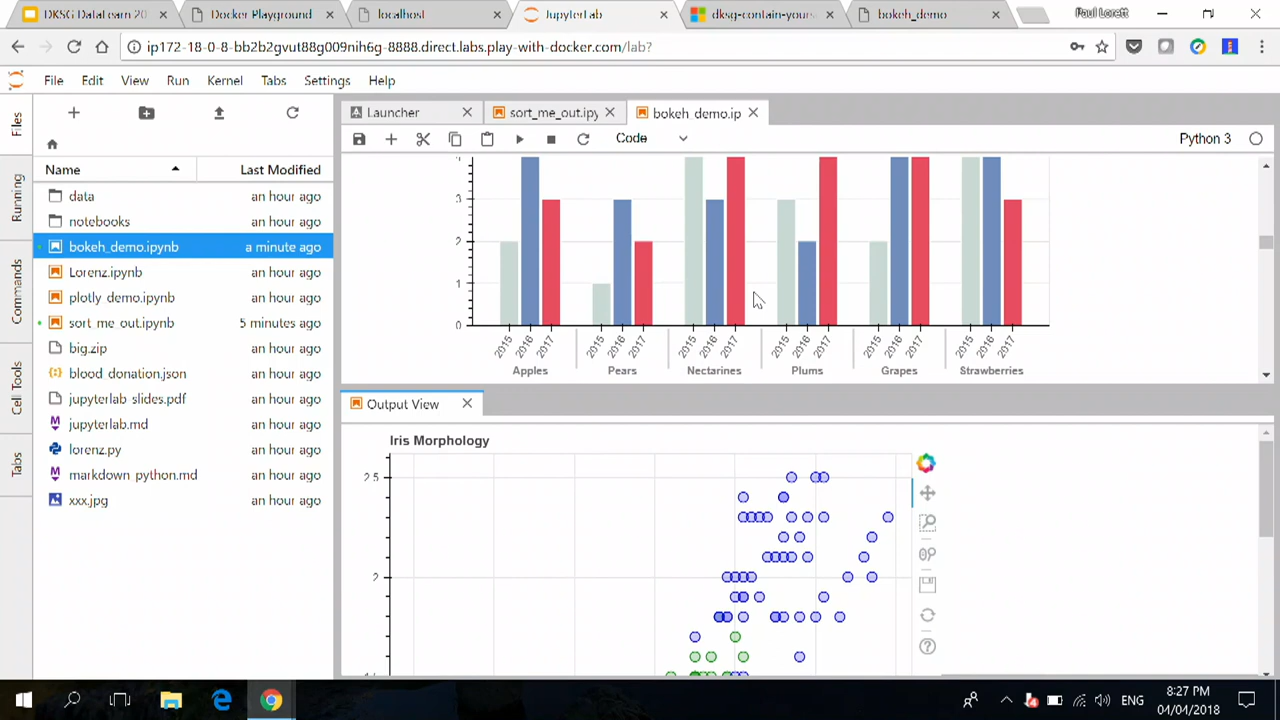 DKSG DataLearn 20
Docker Playground
localhost
JupyterLab
dksg-contain-yours
bokeh_demo
Paul Lorett
ip172-18-0-8-bb2b2gvut88g009nih6g-8888.direct.labs.play-with-docker.com/lab?
File Edit View Run Kernel Tabs Settings Help
Files
Running
Commands
Cell Tools
Tabs
Name Last Modified
data an hour ago
notebooks an hour ago
bokeh_demo.ipynb a minute ago
Lorenz.ipynb an hour ago
plotly demo.ipynb an hour ago
sort me out.ipynb 5 minutes ago
big.zip an hour ago
blood donation.json an hour ago
jupyterlab slides.pdf an hour ago
jupyterlab.md an hour ago
lorenz.py an hour ago
markdown python.md an hour ago
xxx.jpg an hour ago
Launcher
sort_me_out.ipy
bokeh demo.ip
Code
Python 3
3
2
1
0
2015 2016 2017 2015 2016 2017 2015 2016 2017 2015 2016 2017 2015 2016 2017 2015 2016 2017
Apples Pears Nectarines Plums Grapes Strawberries
Output View
Iris Morphology
2.5
2
ENG
8:27 PM
04/04/2018